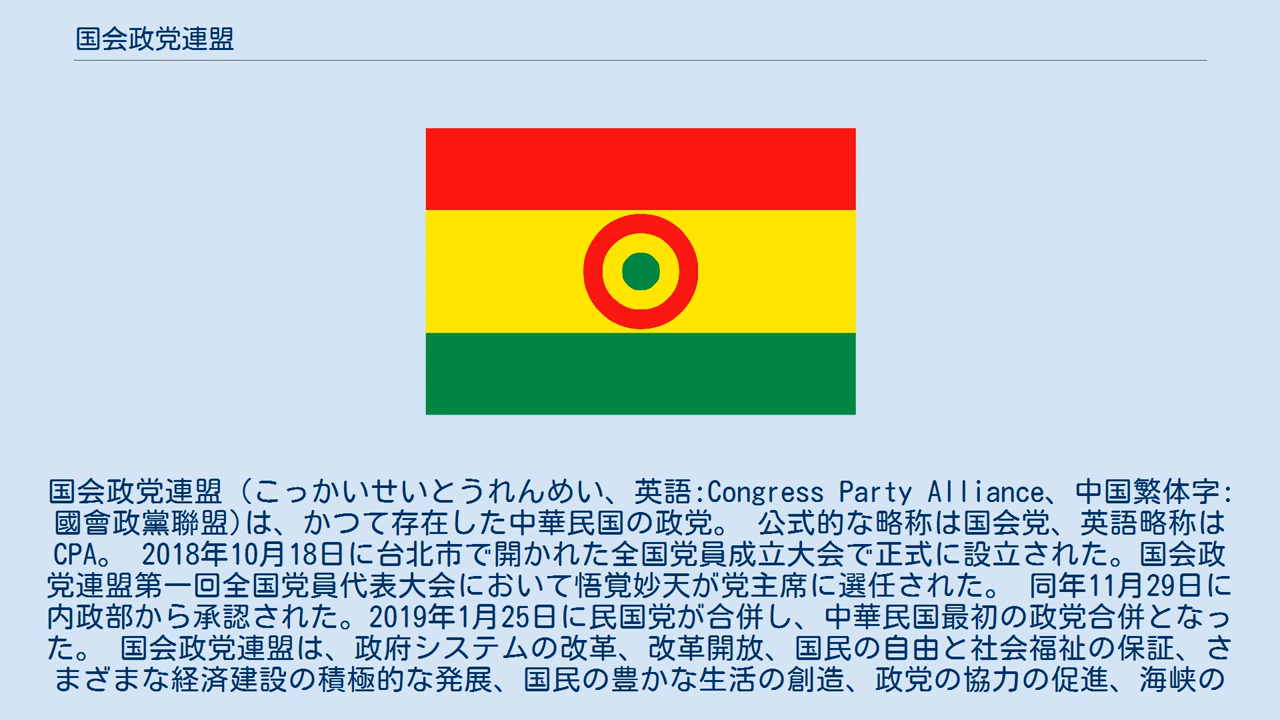 国会政党連盟
国会政党連盟（こっかいせいとうれんめい、英語:Congress Party Alliance、中国繁体字:
國會政黨聯盟)は、かつて存在した中華民国の政党。 公式的な略称は国会党、英語略称は
CPA。 2018年10月18日に台北市で開かれた全国党員成立大会で正式に設立された。国会政
党連盟第一回全国党員代表大会において悟覚妙天が党主席に選任された。 同年11月29日に
内政部から承認された。2019年1月25日に民国党が合併し、中華民国最初の政党合併となっ
た。 国会政党連盟は、政府システムの改革、改革開放、国民の自由と社会福祉の保証、さ
まざまな経済建設の積極的な発展、国民の豊かな生活の創造、政党の協力の促進、海峡の